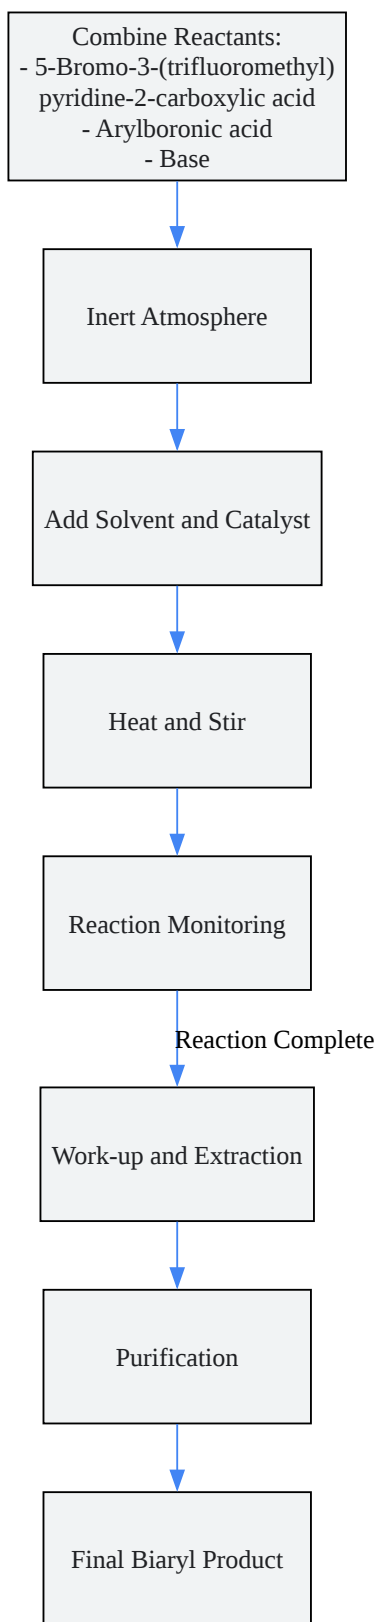 Combine Reactants:
- 5-Bromo-3-(trifluoromethyl)
pyridine-2-carboxylic acid
- Arylboronic acid
- Base
Inert Atmosphere
Add Solvent and Catalyst
Heat and Stir
Reaction Monitoring
Reaction Complete
Work-up and Extraction
Purification
Final Biaryl Product